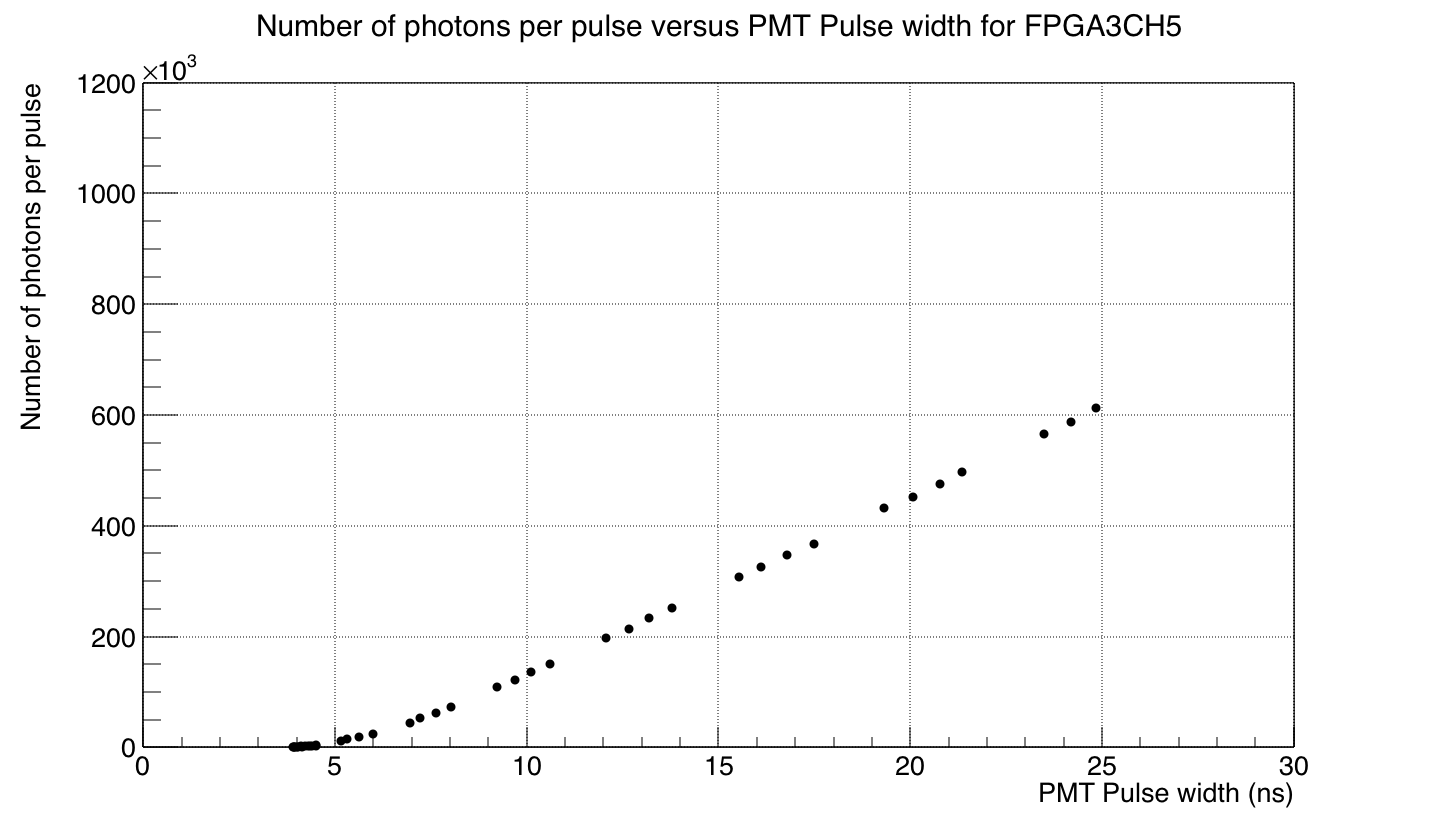 Number of photons per pulse versus PMT Pulse width for FPGA3CH5
×10³
Number of photons per pulse
1200
1000
800
600
400
200
0
0 5 10 15 20 25 30
PMT Pulse width (ns)